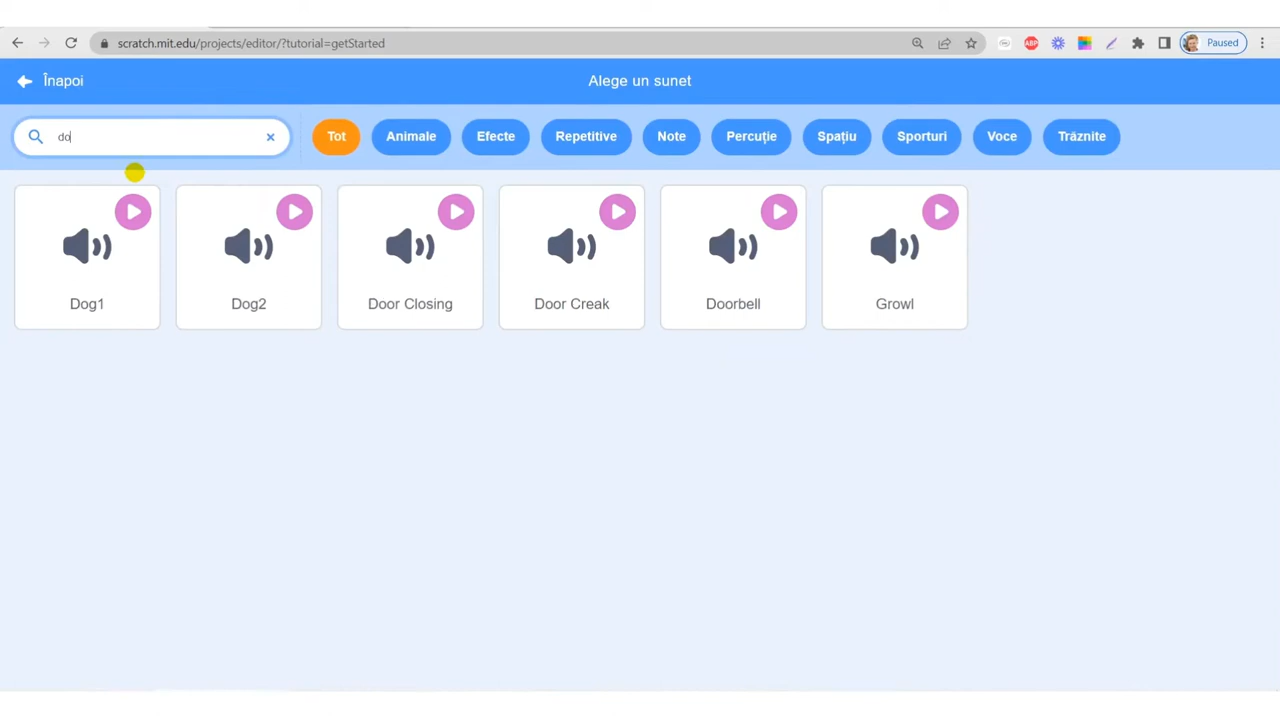 scratch.mit.edu/projects/editor/?tutorial=getStarted
ABP
Paused
Înapoi
Alege un sunet
do
Tot Animale Efecte Repetitive Note Percuție Spațiu Sporturi Voce Trăznite
Dog1 Dog2 Door Closing Door Creak Doorbell Growl